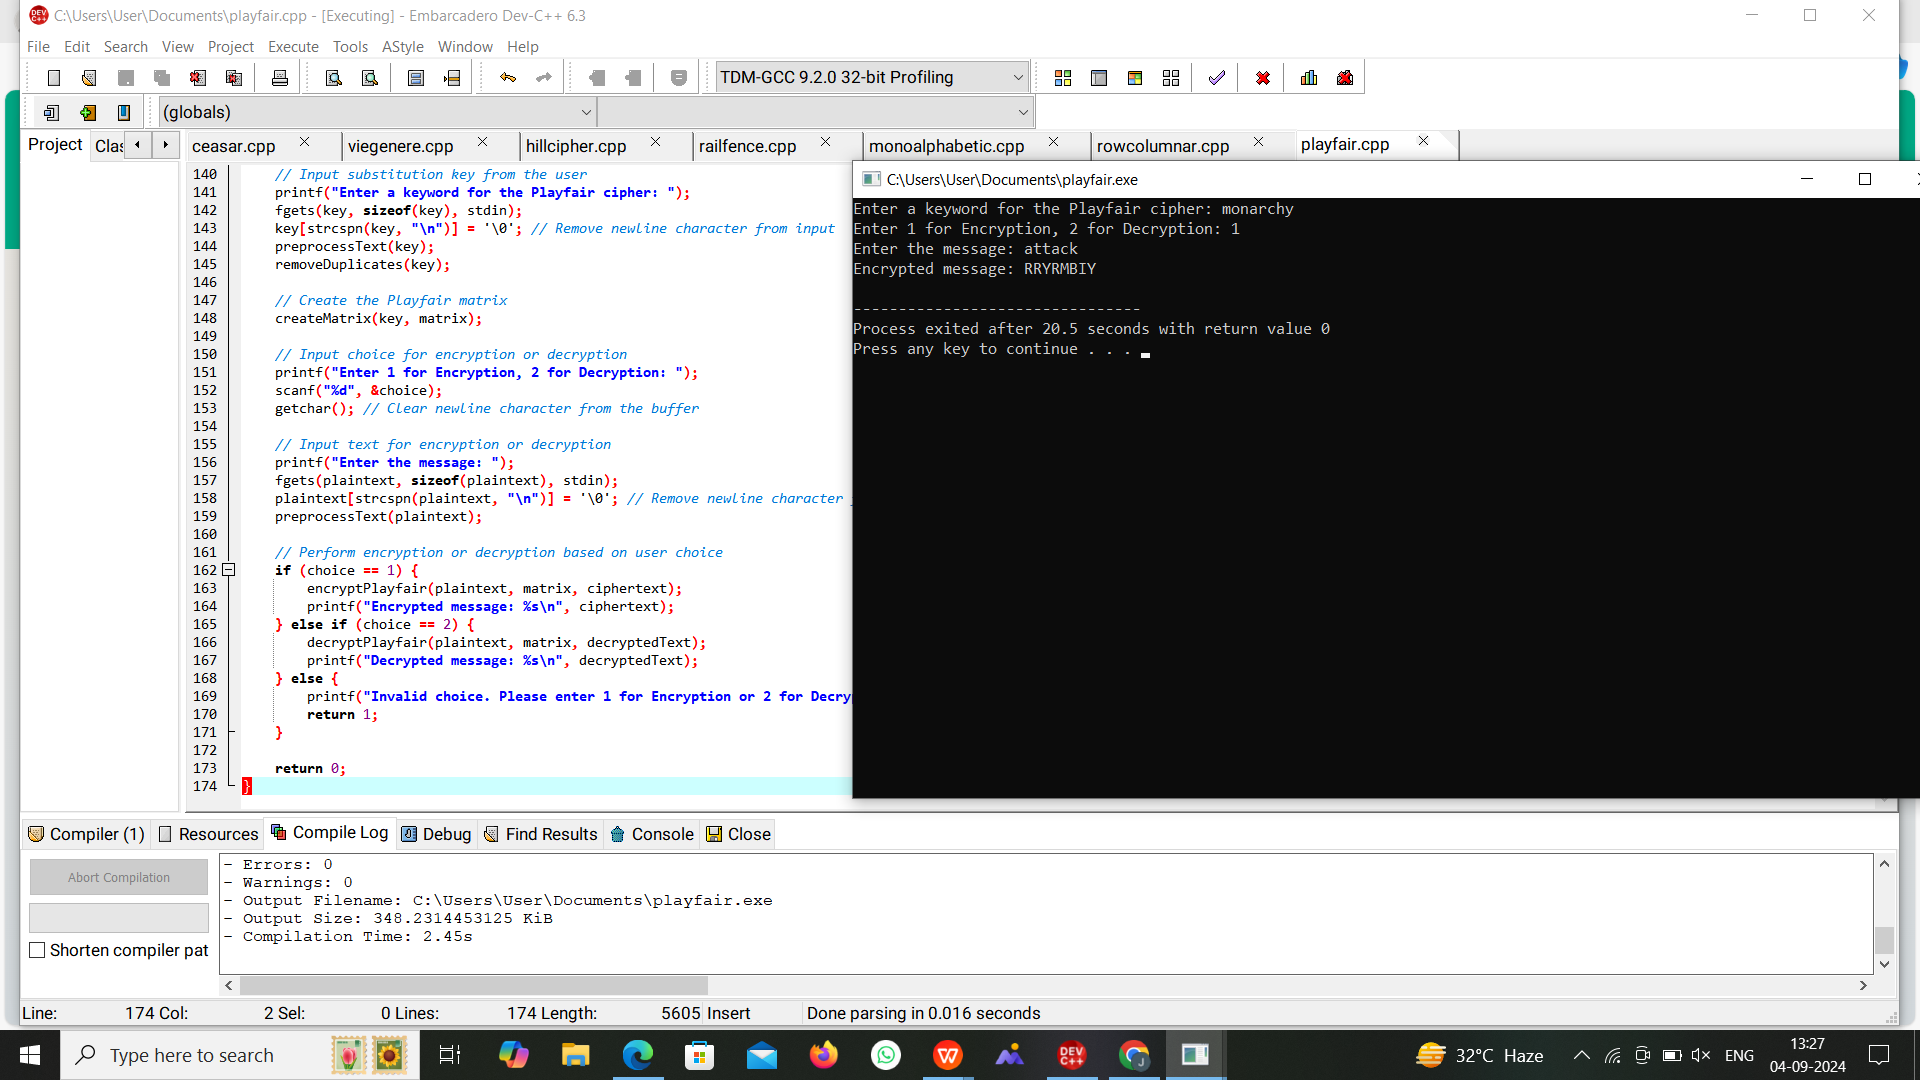 C:\Users\User\Documents\playfair.cpp - [Executing] - Embarcadero Dev-C++ 6.3
File Edit Search View Project Execute Tools AStyle Window Help
TDM-GCC 9.2.0 32-bit Profiling
(globals)
Project Clas
ceasar.cpp viegenere.cpp hillcipher.cpp railfence.cpp monoalphabetic.cpp rowcolumnar.cpp playfair.cpp
140 // Input substitution key from the user
141 printf("Enter a keyword for the Playfair cipher: ");
142 fgets(key, sizeof(key), stdin);
143 key[strcspn(key, "\n")] = '\0'; // Remove newline character from input
144 preprocessText(key);
145 removeDuplicates(key);
146
147 // Create the Playfair matrix
148 createMatrix(key, matrix);
149
150 // Input choice for encryption or decryption
151 printf("Enter 1 for Encryption, 2 for Decryption: ");
152 scanf("%d", &choice);
153 getchar(); // Clear newline character from the buffer
154
155 // Input text for encryption or decryption
156 printf("Enter the message: ");
157 fgets(plaintext, sizeof(plaintext), stdin);
158 plaintext[strcspn(plaintext, "\n")] = '\0'; // Remove newline character
159 preprocessText(plaintext);
160
161 // Perform encryption or decryption based on user choice
162 if (choice == 1) {
163 encryptPlayfair(plaintext, matrix, ciphertext);
164 printf("Encrypted message: %s\n", ciphertext);
165 } else if (choice == 2) {
166 decryptPlayfair(plaintext, matrix, decryptedText);
167 printf("Decrypted message: %s\n", decryptedText);
168 } else {
169 printf("Invalid choice. Please enter 1 for Encryption or 2 for Decry
170 return 1;
171 }
172
173 return 0;
174 }
C:\Users\User\Documents\playfair.exe
Enter a keyword for the Playfair cipher: monarchy
Enter 1 for Encryption, 2 for Decryption: 1
Enter the message: attack
Encrypted message: RRYRMBIY
--------------------------------
Process exited after 20.5 seconds with return value 0
Press any key to continue . . .
Compiler (1) Resources Compile Log Debug Find Results Console Close
Abort Compilation
Shorten compiler pat
- Errors: 0
- Warnings: 0
- Output Filename: C:\Users\User\Documents\playfair.exe
- Output Size: 348.2314453125 KiB
- Compilation Time: 2.45s
Line: 174 Col: 2 Sel: 0 Lines: 174 Length: 5605 Insert Done parsing in 0.016 seconds
Type here to search
DEV C++
32°C Haze
ENG
13:27
04-09-2024